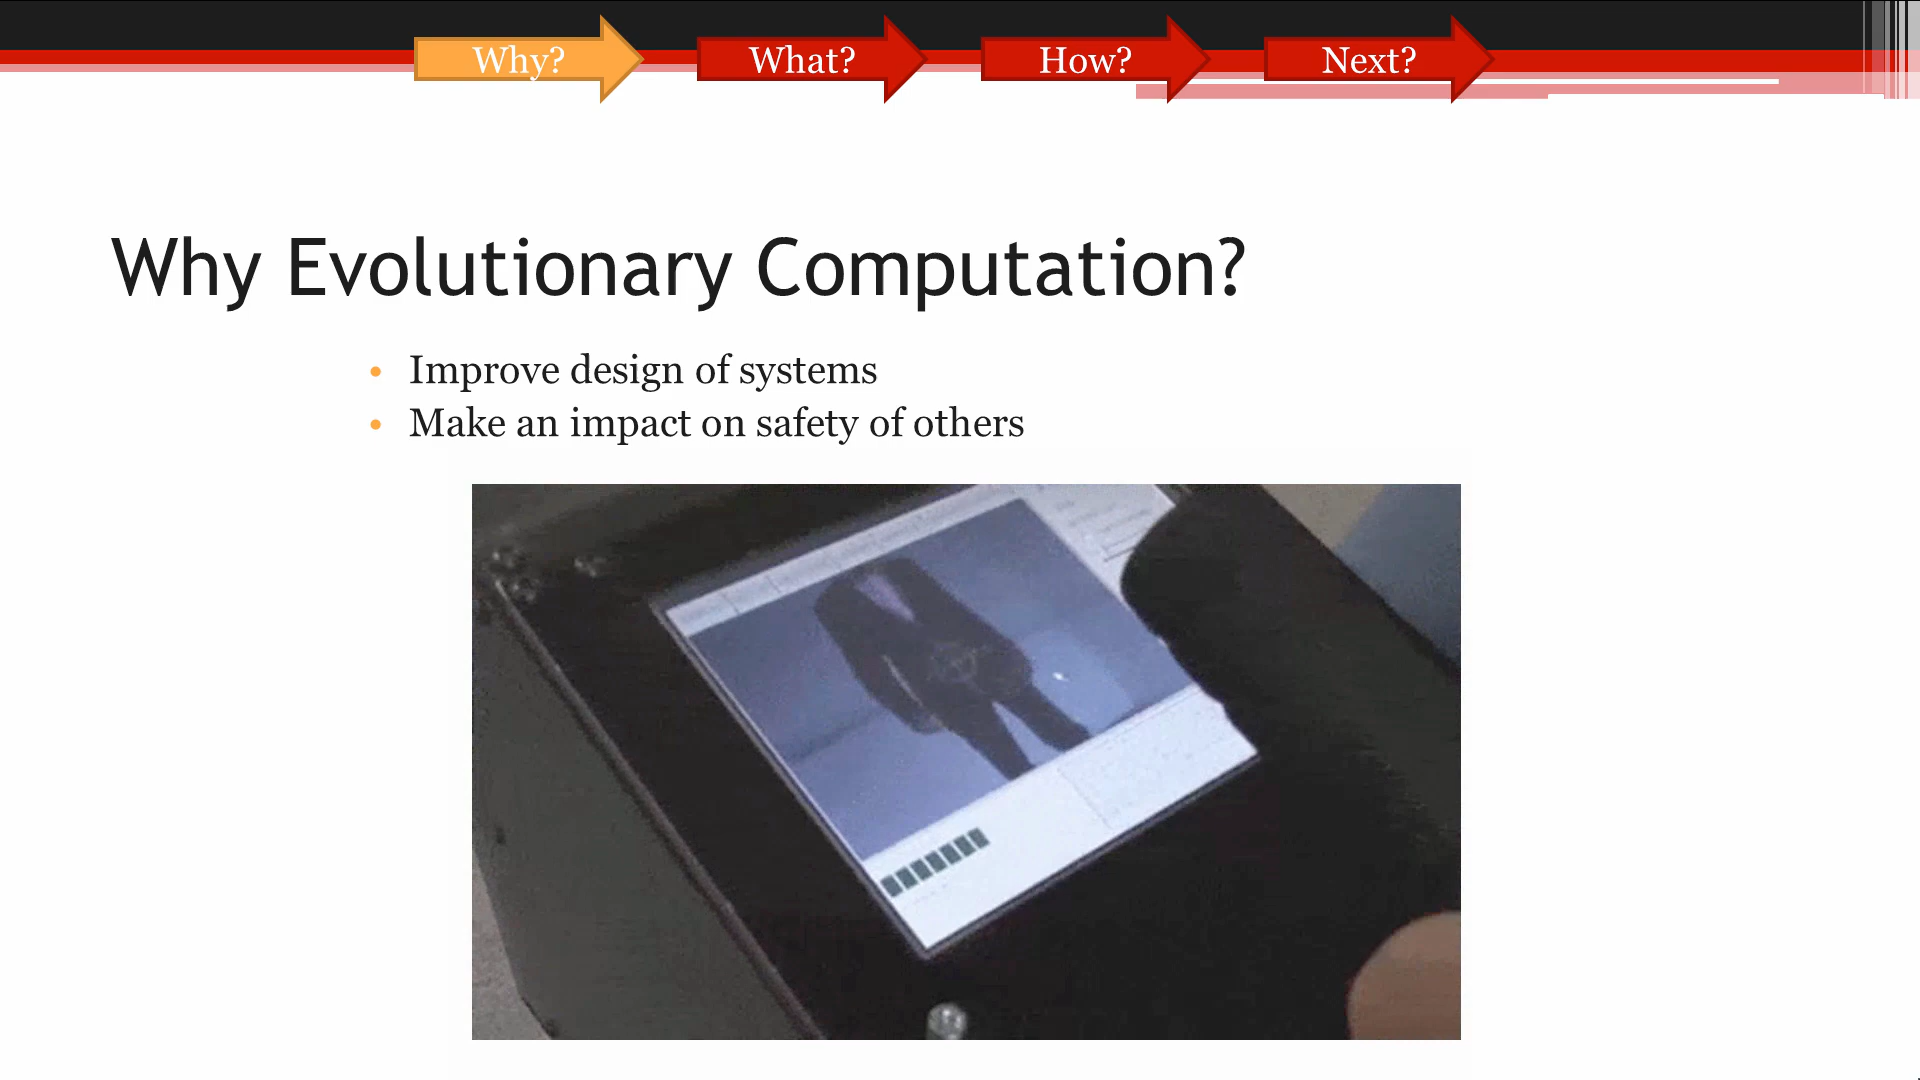 Why?
What?
How?
Next?
Why Evolutionary Computation?
• Improve design of systems
• Make an impact on safety of others